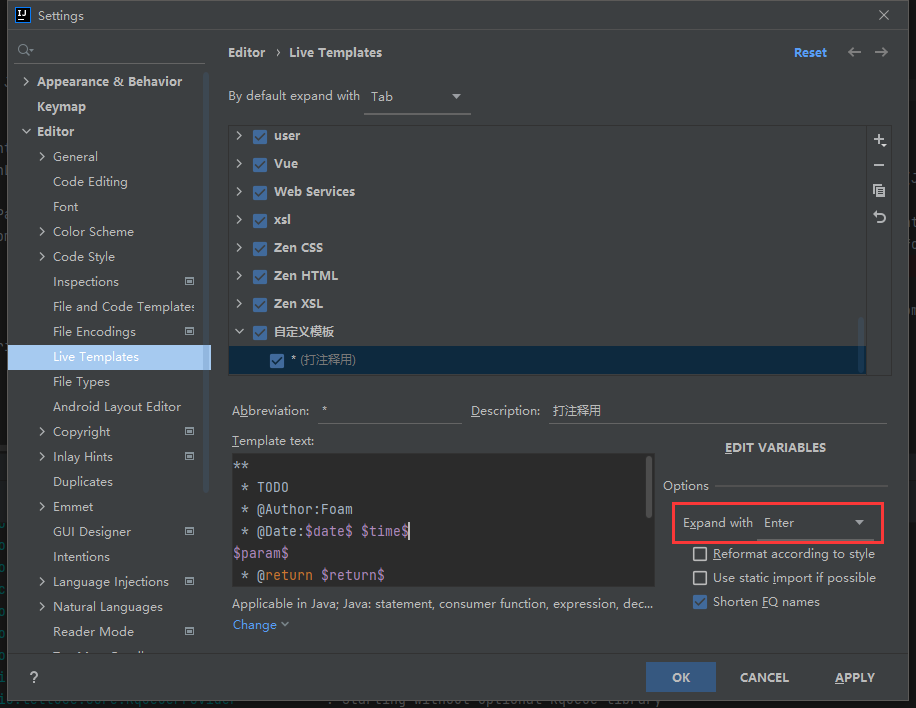 Settings
Editor › Live Templates
Reset
By default expand with Tab
Appearance & Behavior
Keymap
Editor
General
Code Editing
Font
Color Scheme
Code Style
Inspections
File and Code Templates
File Encodings
Live Templates
File Types
Android Layout Editor
Copyright
Inlay Hints
Duplicates
Emmet
GUI Designer
Intentions
Language Injections
Natural Languages
Reader Mode
user
Vue
Web Services
xsl
Zen CSS
Zen HTML
Zen XSL
自定义模板
* (打注释用)
Abbreviation: *
Description: 打注释用
Template text:
**
* TODO
* @Author:Foam
* @Date:$date$ $time$
$param$
* @return $return$
EDIT VARIABLES
Options
Expand with Enter
Reformat according to style
Use static import if possible
Shorten FQ names
Applicable in Java; Java: statement, consumer function, expression, dec...
Change
?
OK
CANCEL
APPLY